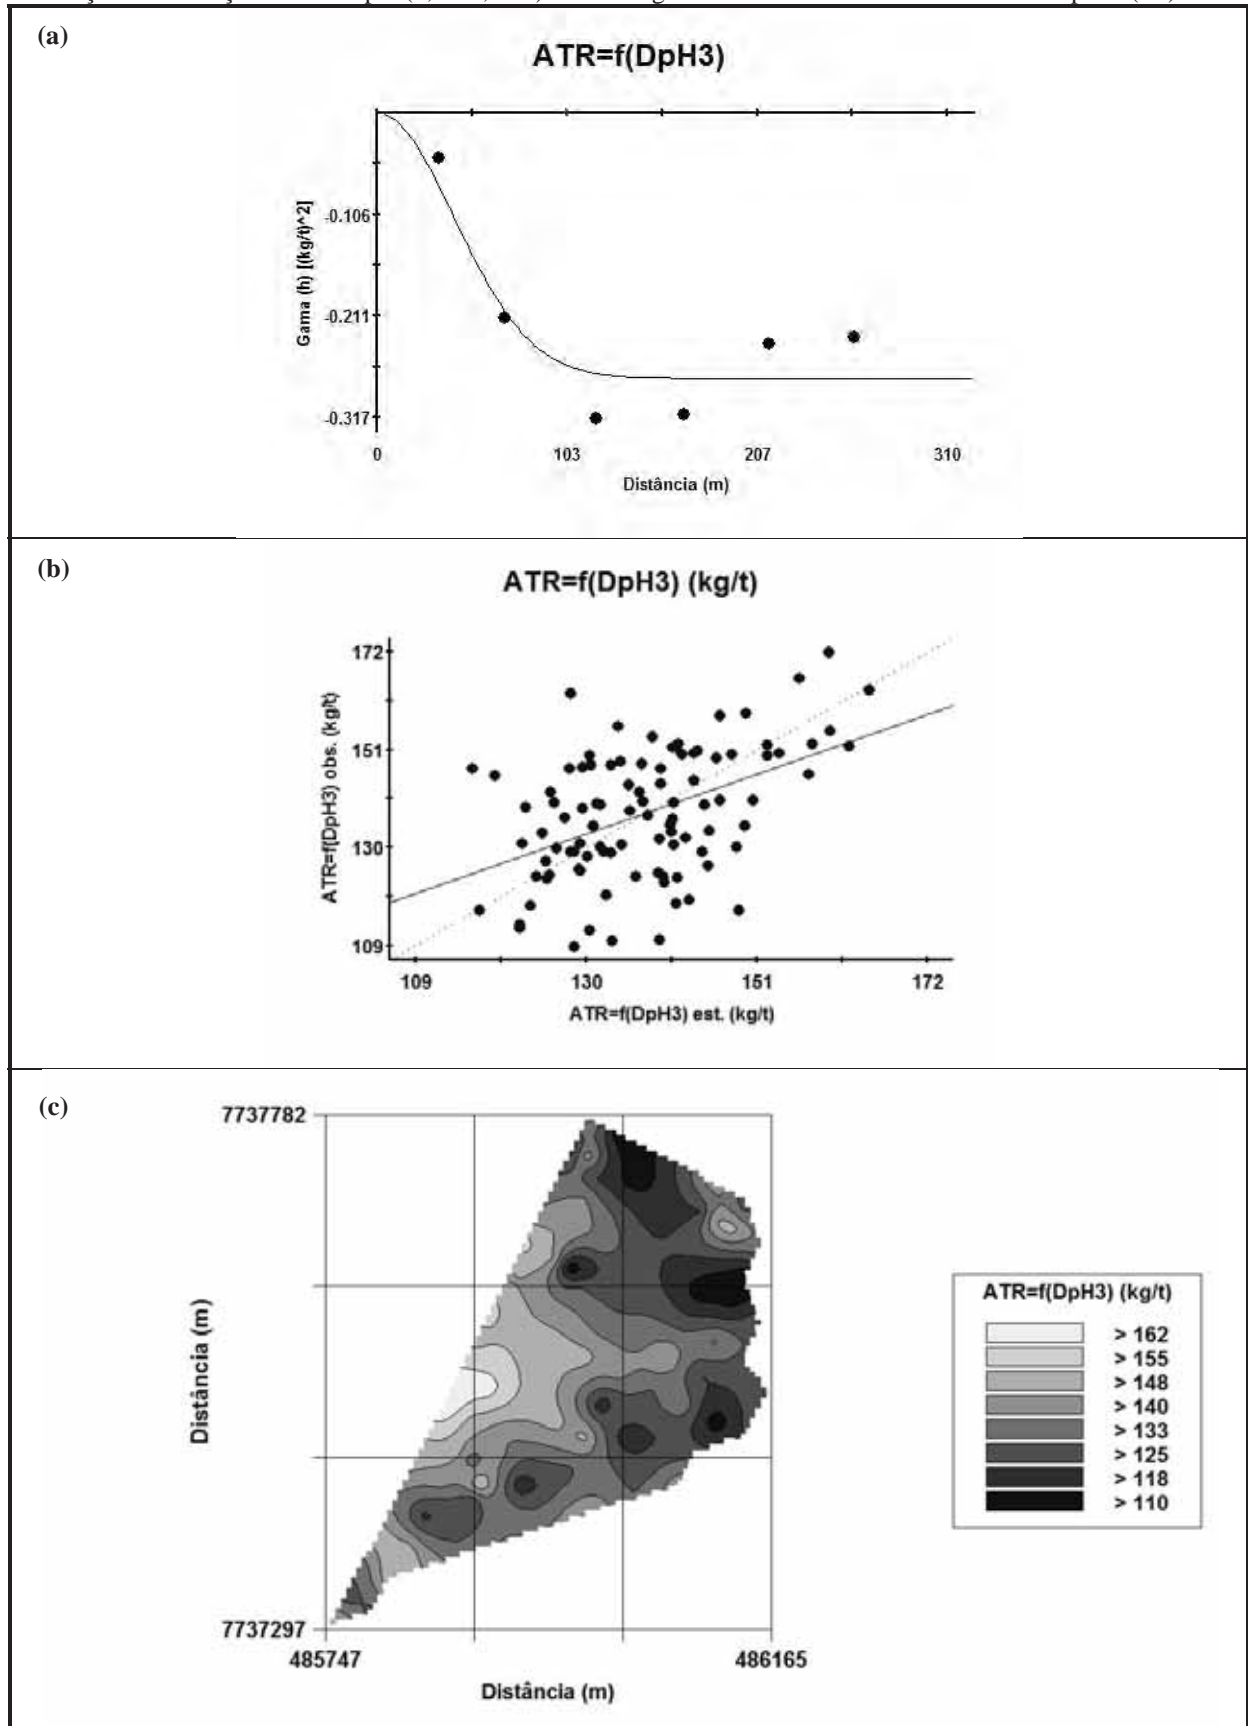 (a)
ATR=f(DpH3)
Gama (h) [(kg/t)^2]
-0.106
-0.211
-0.317
0 103 207 310
Distância (m)
(b)
ATR=f(DpH3) (kg/t)
ATR=f(DpH3) obs. (kg/t)
172
151
130
109
109 130 151 172
ATR=f(DpH3) est. (kg/t)
(c)
7737782
Distância (m)
7737297
485747 486165
Distância (m)
ATR=f(DpH3) (kg/t)
> 162
> 155
> 148
> 140
> 133
> 125
> 118
> 110